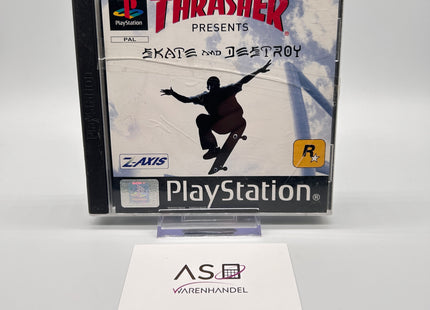 THRASHER
PlayStation
PAL
PRESENTS
SKATE AND DESTROY
Z-AXIS
R
PlayStation
PlayStation
AS
WARENHANDEL